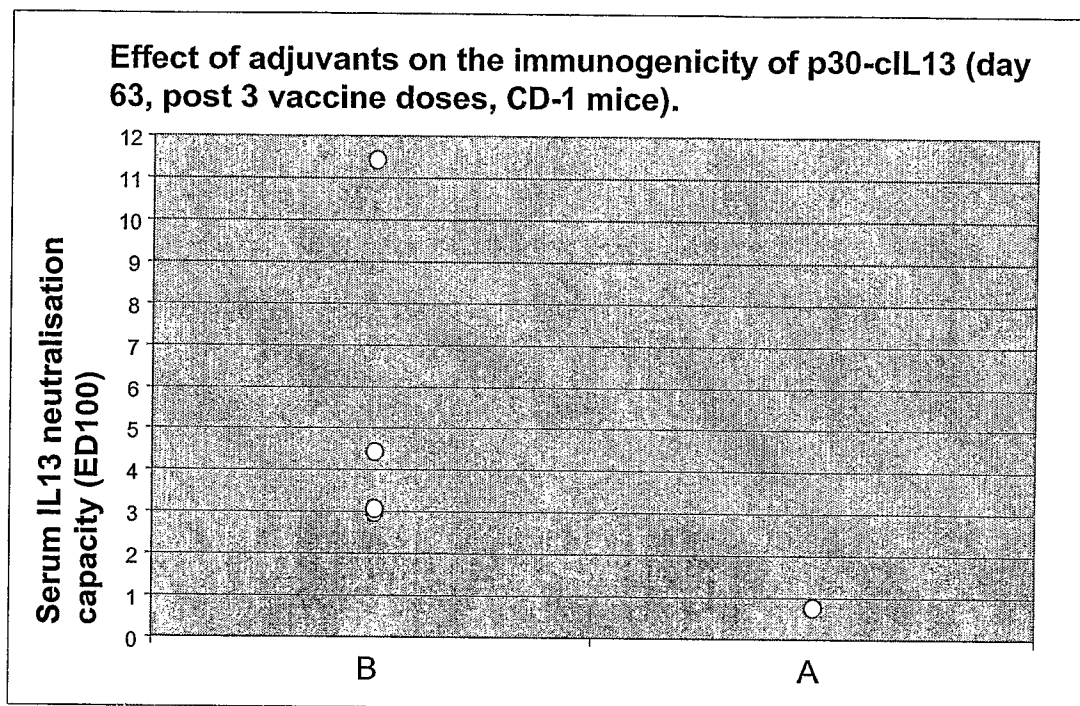 Effect of adjuvants on the immunogenicity of p30-cIL13 (day
63, post 3 vaccine doses, CD-1 mice).
Serum IL13 neutralisation
capacity (ED100)
12
11
10
9
8
7
6
5
4
3
2
1
0
B
A